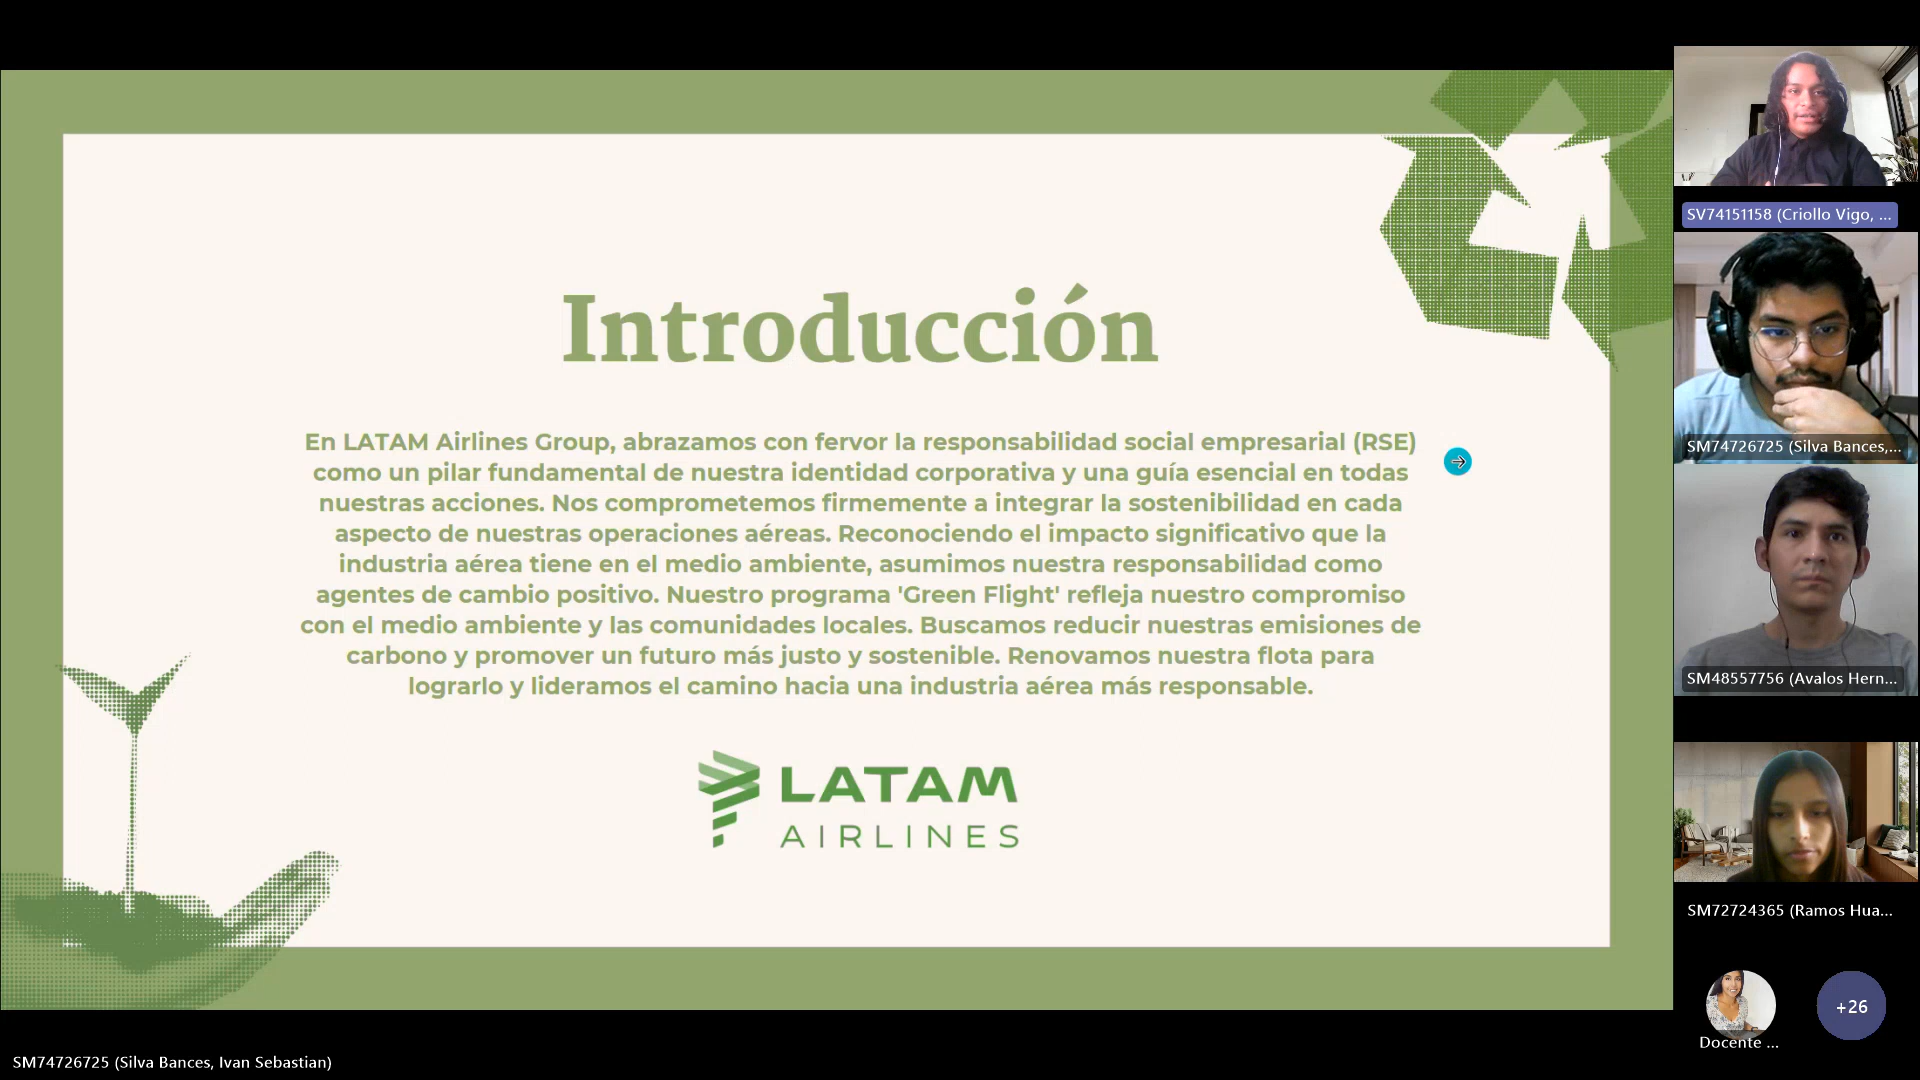 Introducción
En LATAM Airlines Group, abrazamos con fervor la responsabilidad social empresarial (RSE)
como un pilar fundamental de nuestra identidad corporativa y una guía esencial en todas
nuestras acciones. Nos comprometemos firmemente a integrar la sostenibilidad en cada
aspecto de nuestras operaciones aéreas. Reconociendo el impacto significativo que la
industria aérea tiene en el medio ambiente, asumimos nuestra responsabilidad como
agentes de cambio positivo. Nuestro programa 'Green Flight' refleja nuestro compromiso
con el medio ambiente y las comunidades locales. Buscamos reducir nuestras emisiones de
carbono y promover un futuro más justo y sostenible. Renovamos nuestra flota para
lograrlo y lideramos el camino hacia una industria aérea más responsable.
LATAM
AIRLINES
SV74151158 (Criollo Vigo, ...
SM74726725 (Silva Bances,...
SM48557756 (Avalos Hern...
SM72724365 (Ramos Hua...
Docente ...
+26
SM74726725 (Silva Bances, Ivan Sebastian)